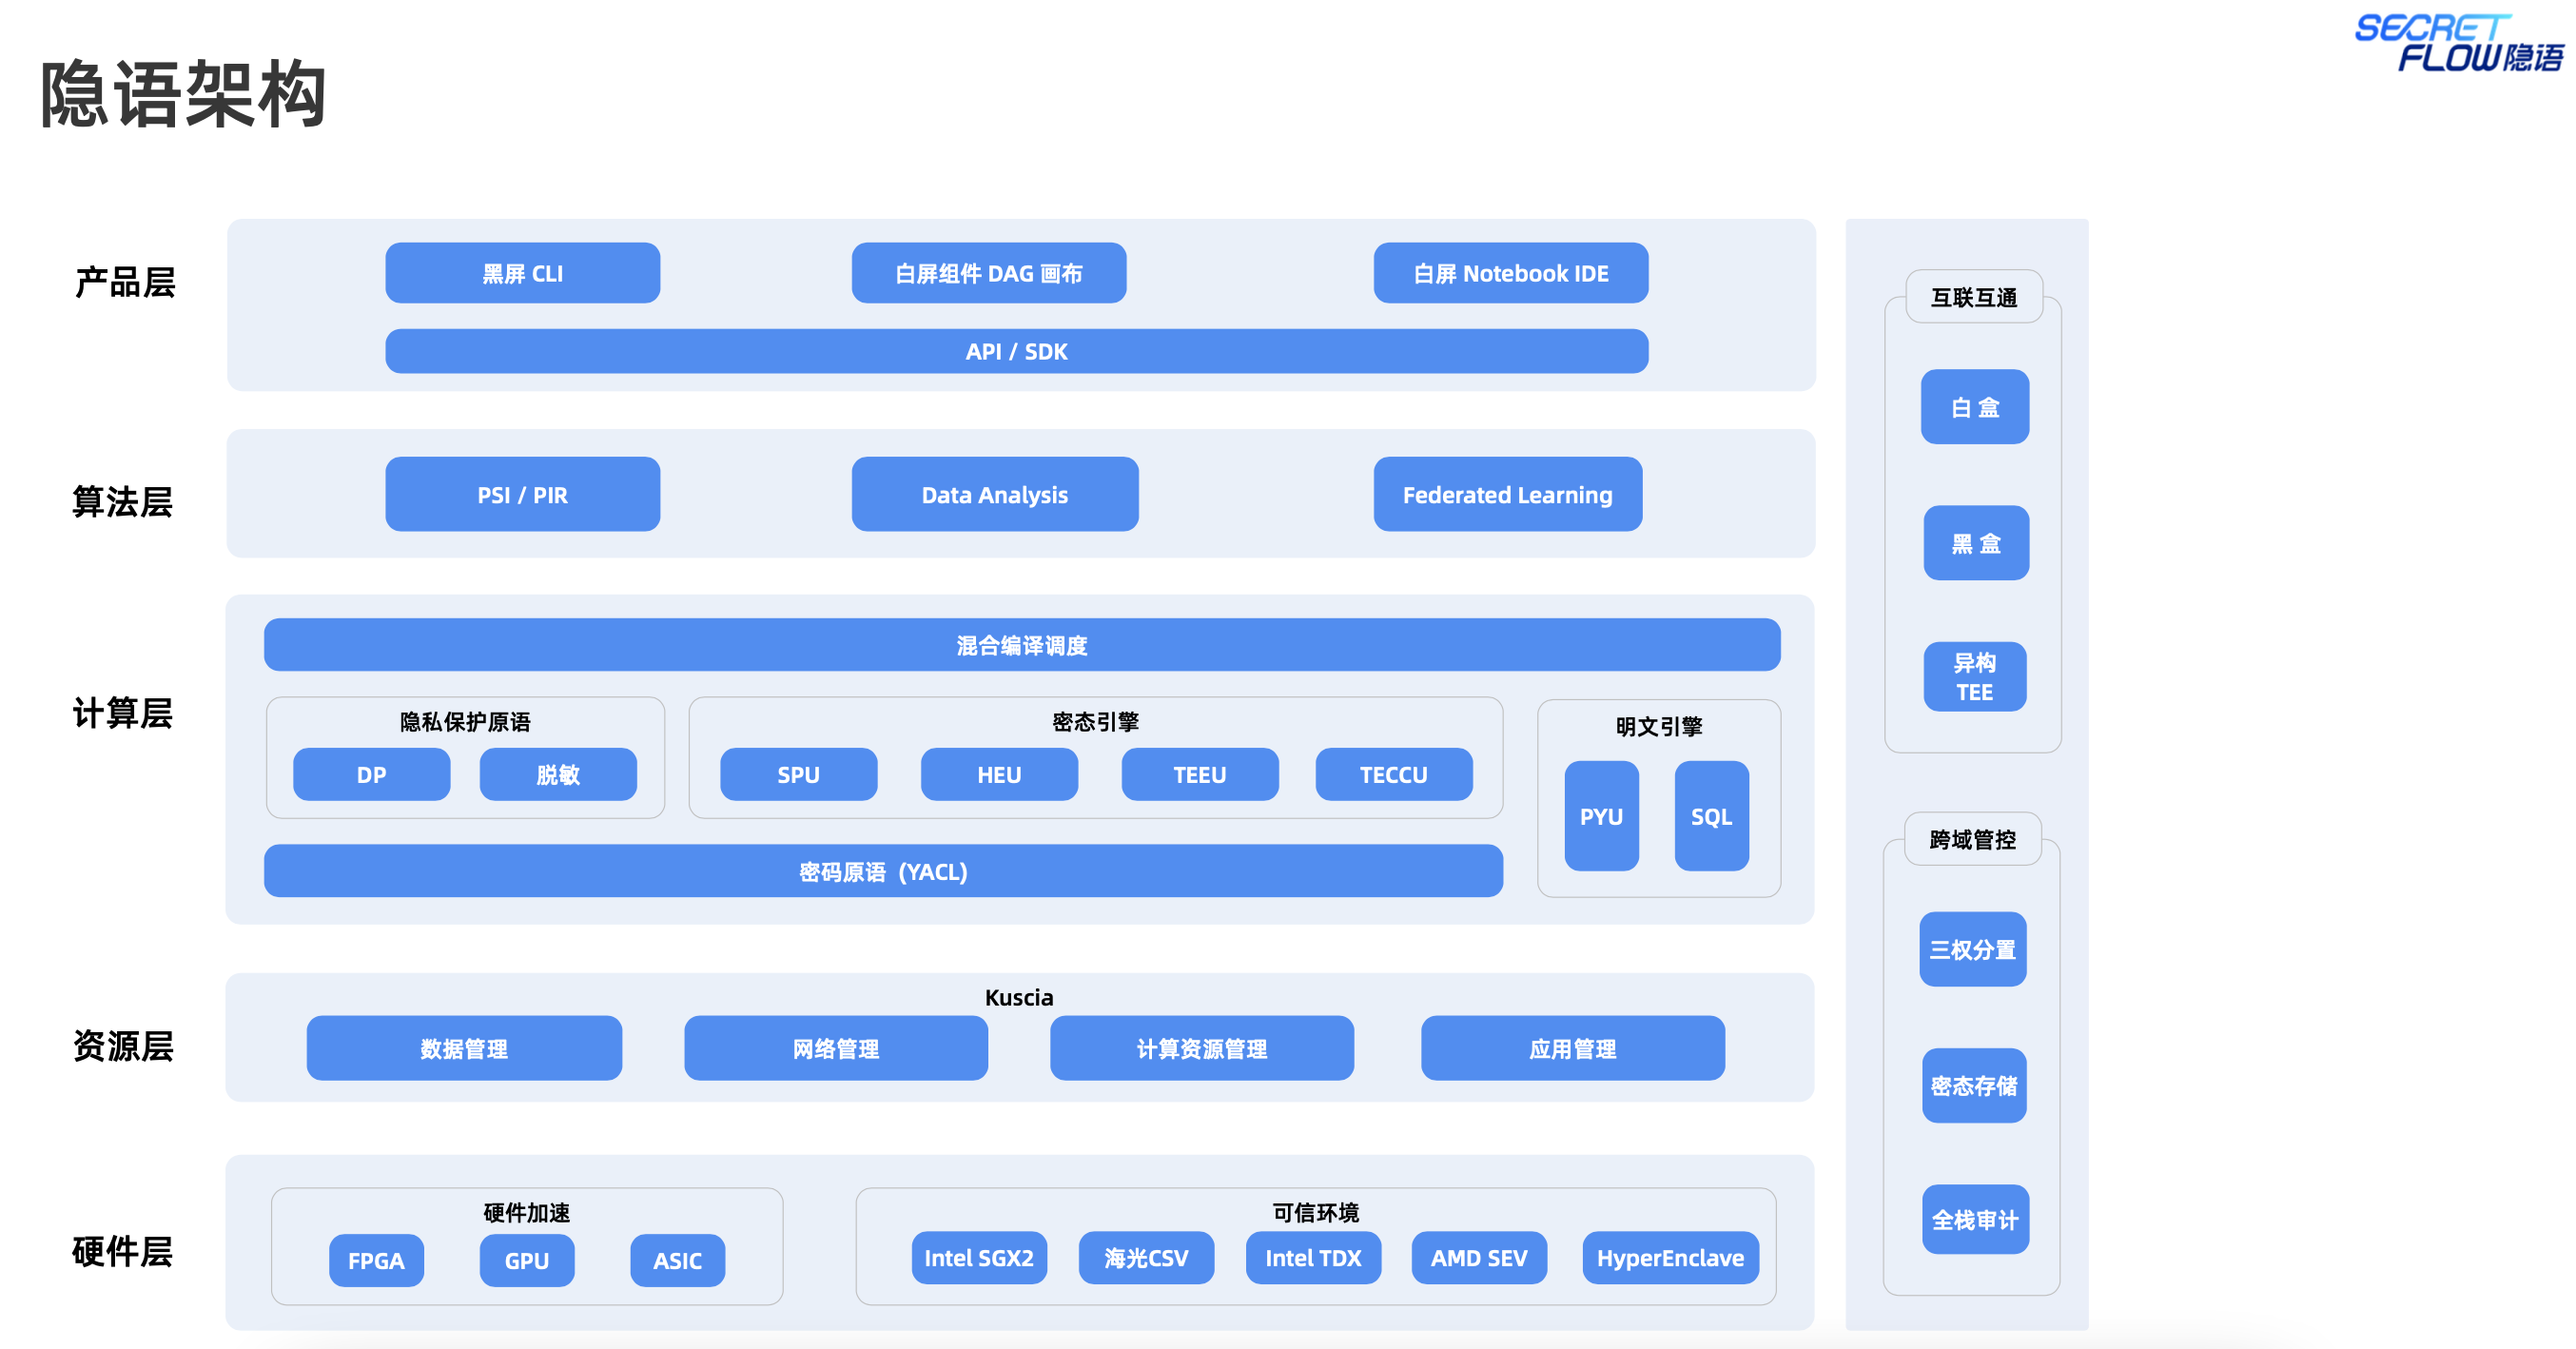 隐语架构
SECRET
FLOW隐语
产品层
黑屏 CLI
白屏组件 DAG 画布
白屏 Notebook IDE
API / SDK
算法层
PSI / PIR
Data Analysis
Federated Learning
计算层
混合编译调度
隐私保护原语
DP
脱敏
密态引擎
SPU
HEU
TEEU
TECCU
明文引擎
PYU
SQL
密码原语（YACL）
资源层
Kuscia
数据管理
网络管理
计算资源管理
应用管理
硬件层
硬件加速
FPGA
GPU
ASIC
可信环境
Intel SGX2
海光CSV
Intel TDX
AMD SEV
HyperEnclave
互联互通
白 盒
黑 盒
异构
TEE
跨域管控
三权分置
密态存储
全栈审计